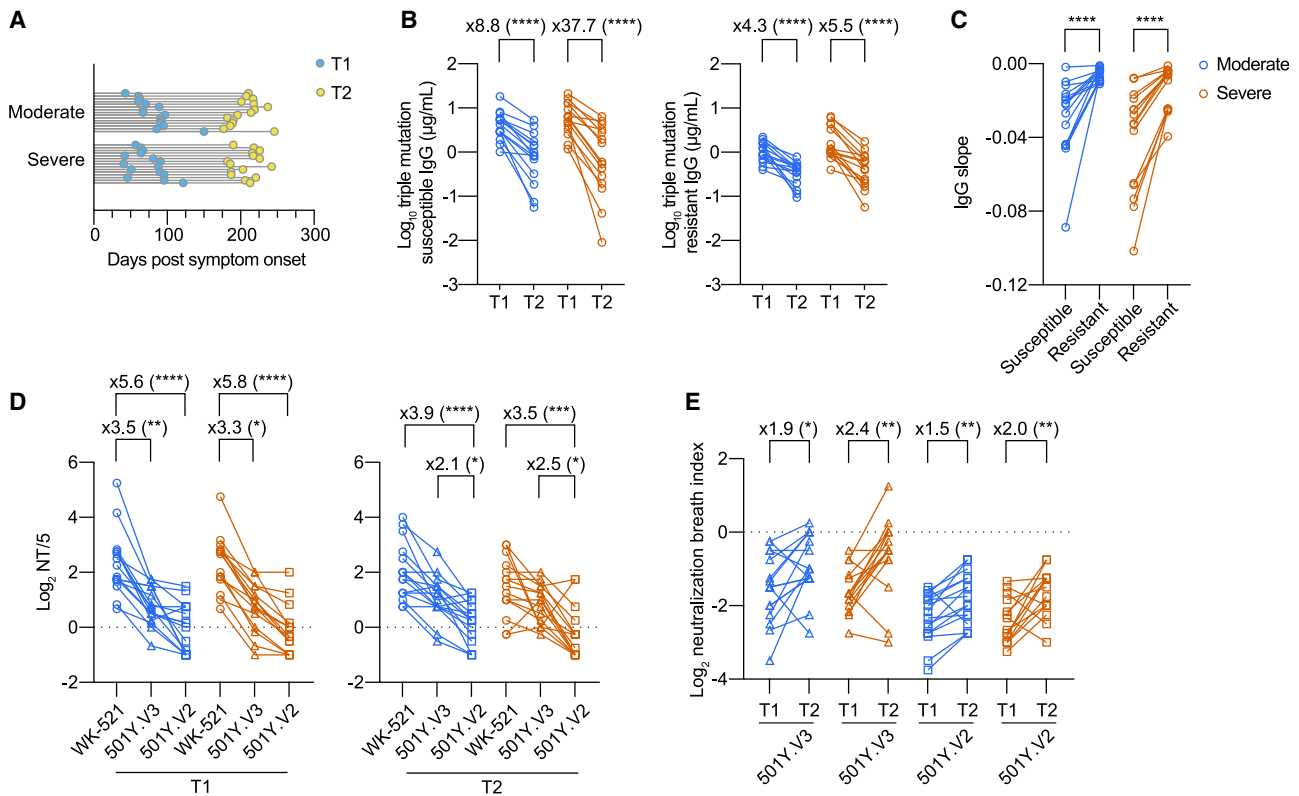 A
T1
T2
Moderate
Severe
0 100 200 300
Days post symptom onset
B
x8.8 (****) x37.7 (****)
Log10 triple mutation
susceptible IgG (µg/mL)
2
1
0
-1
-2
-3
T1 T2 T1 T2
x4.3 (****) x5.5 (****)
Log10 triple mutation
resistant IgG (µg/mL)
2
1
0
-1
-2
-3
T1 T2 T1 T2
C
**** ****
IgG slope
0.00
-0.04
-0.08
-0.12
Susceptible
Resistant
Susceptible
Resistant
Moderate
Severe
D
x5.6 (****) x5.8 (****)
x3.5 (**) x3.3 (*)
Log2 NT/5
6
4
2
0
-2
WK-521
501Y.V3
501Y.V2
WK-521
501Y.V3
501Y.V2
T1
x3.9 (****) x3.5 (***)
x2.1 (*) x2.5 (*)
6
4
2
0
-2
WK-521
501Y.V3
501Y.V2
WK-521
501Y.V3
501Y.V2
T2
E
x1.9 (*) x2.4 (**) x1.5 (**) x2.0 (**)
Log2 neutralization breath index
2
0
-2
-4
T1 T2 T1 T2 T1 T2 T1 T2
501Y.V3
501Y.V3
501Y.V2
501Y.V2